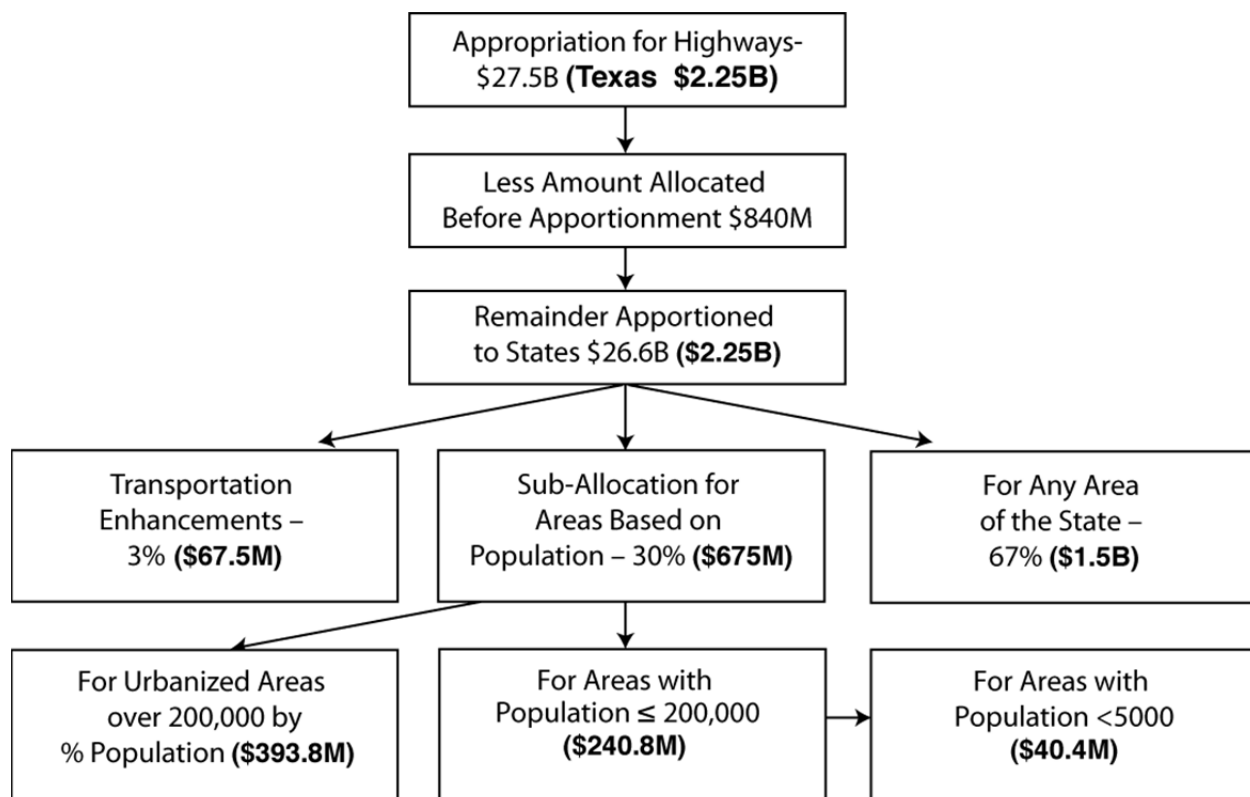 Appropriation for Highways-
$27.5B (Texas $2.25B)
Less Amount Allocated
Before Apportionment $840M
Remainder Apportioned
to States $26.6B ($2.25B)
Transportation
Enhancements –
3% ($67.5M)
Sub-Allocation for
Areas Based on
Population – 30% ($675M)
For Any Area
of the State –
67% ($1.5B)
For Urbanized Areas
over 200,000 by
% Population ($393.8M)
For Areas with
Population ≤ 200,000
($240.8M)
For Areas with
Population <5000
($40.4M)